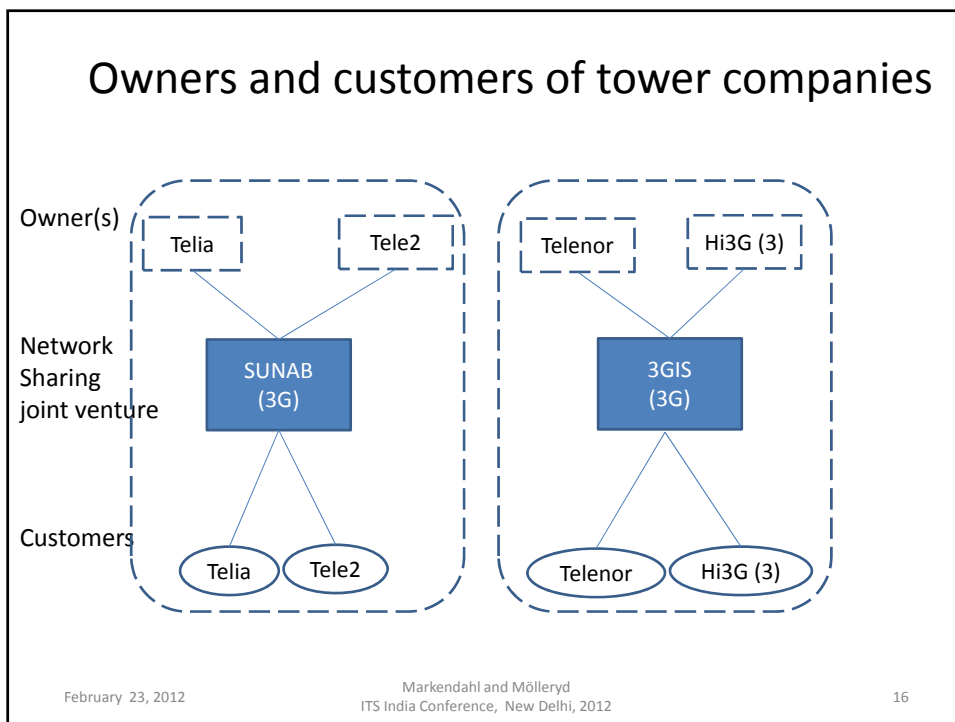 Owners and customers of tower companies
Owner(s)
Telia
Tele2
Telenor
Hi3G (3)
Network
Sharing
joint venture
SUNAB
(3G)
3GIS
(3G)
Customers
Telia
Tele2
Telenor
Hi3G (3)
February 23, 2012
Markendahl and Mölleryd
ITS India Conference, New Delhi, 2012
16